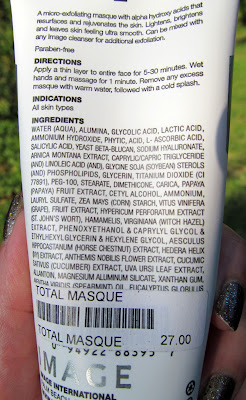 A micro-exfoliating masque with alpha hydroxy acids that
resurfaces and rejuvenates the skin. Lightens, brightens
and leaves skin feeling ultra smooth. Can be mixed with
any Image cleanser for additional exfoliation.
Paraben-free
DIRECTIONS
Apply a thin layer to entire face for 5-30 minutes. Wet
hands and massage for 1 minute. Remove any excess
masque with warm water, followed with a cold splash.
INDICATIONS
All skin types
INGREDIENTS
WATER (AQUA), ALUMINA, GLYCOLIC ACID, LACTIC ACID,
AMMONIUM HYDROXIDE, PHYTIC, ACID, L- ASCORBIC ACID,
SALICYLIC ACID, YEAST BETA-BLUCAN, SODIUM HYALURONATE,
ARNICA MONTANA EXTRACT, CAPRYLIC/CAPRIC TRIGLYCERIDE
(AND) LINOLEIC ACID (AND), GLYCINE SOJA (SOYBEAN) STEROLS
(AND) PHOSPHOLIPIDS, GLYCERIN, TITANIUM DIOXIDE (CI
77891), PEG-100, STEARATE, DIMETHICONE, CARICA, PAPAYA
(PAPAYA) FRUIT EXTRACT, CETYL ALCOHOL, AMMONIUM,
LAURYL SULFATE, ZEA MAYS (CORN) STARCH, VITUS VINIFERA
(GRAPE), FRUIT EXTRACT, HYPERICUM PERFORATUM EXTRACT
(ST JOHN'S WORT), HAMAMELIS, VIRGINIANA (WITCH HAZEL)
EXTRACT, PHENOXYETHANOL & CAPRYLYL GLYCOL &
ETHYLHEXYL GLYCERIN & HEXYLENE GLYCOL, AESCULUS
HIPPOCASTANUM (HORSE CHESTNUT) EXTRACT, HEDERA HELIX
(IVY) EXTRACT, ANTHEMIS NOBILIS FLOWER EXTRACT, CUCUMIC
SATIVUS (CUCUMBER) EXTRACT, UVA URSI LEAF EXTRACT,
ALLANTOIN, MAGNESIUM ALUMINUM SILICATE, XANTHAN GUM,
(SPEARMINT) OIL, EUCALYPTUS GLOBULUS
TOTAL MASQUE
TOTAL MASQUE 27.00
IMAGE
INTERNATIONAL